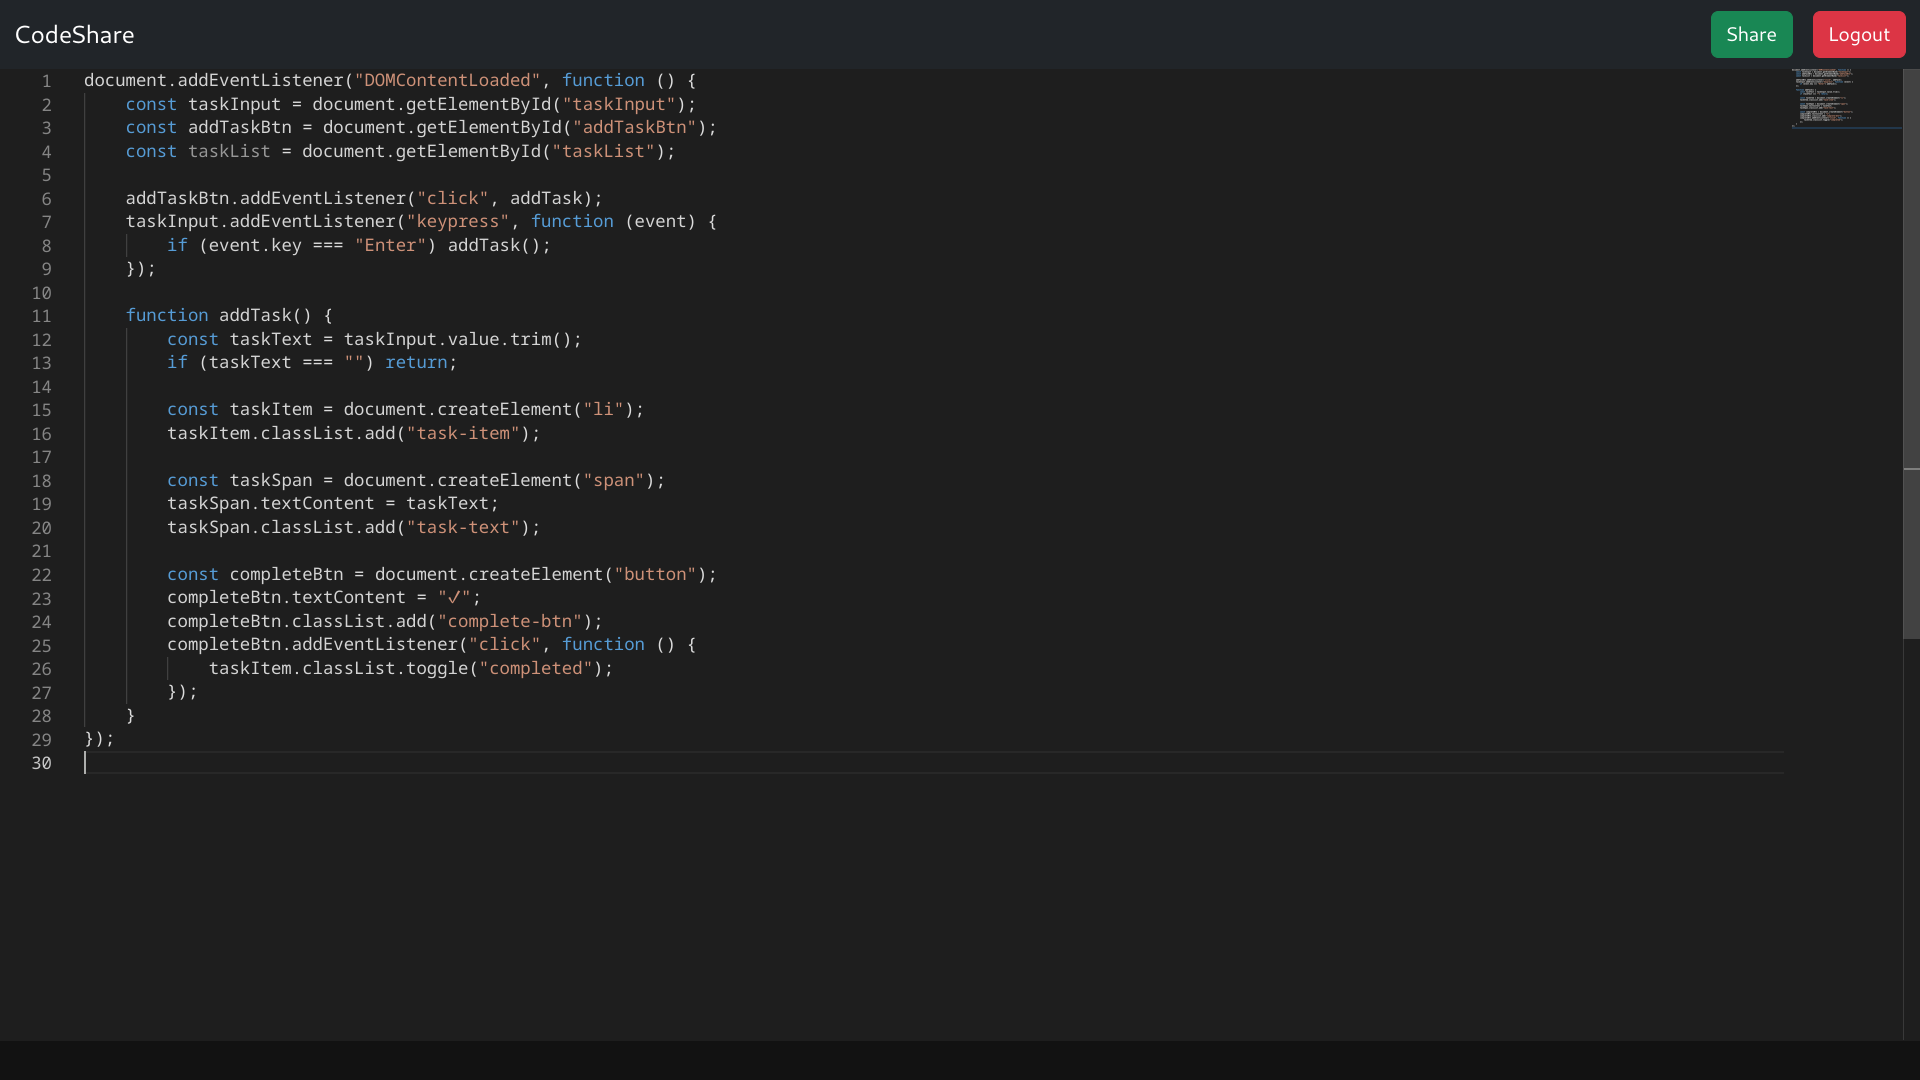 CodeShare
Share
Logout
1 document.addEventListener("DOMContentLoaded", function () {
2     const taskInput = document.getElementById("taskInput");
3     const addTaskBtn = document.getElementById("addTaskBtn");
4     const taskList = document.getElementById("taskList");
5
6     addTaskBtn.addEventListener("click", addTask);
7     taskInput.addEventListener("keypress", function (event) {
8         if (event.key === "Enter") addTask();
9     });
10
11     function addTask() {
12         const taskText = taskInput.value.trim();
13         if (taskText === "") return;
14
15         const taskItem = document.createElement("li");
16         taskItem.classList.add("task-item");
17
18         const taskSpan = document.createElement("span");
19         taskSpan.textContent = taskText;
20         taskSpan.classList.add("task-text");
21
22         const completeBtn = document.createElement("button");
23         completeBtn.textContent = "✓";
24         completeBtn.classList.add("complete-btn");
25         completeBtn.addEventListener("click", function () {
26             taskItem.classList.toggle("completed");
27         });
28     }
29 });
30